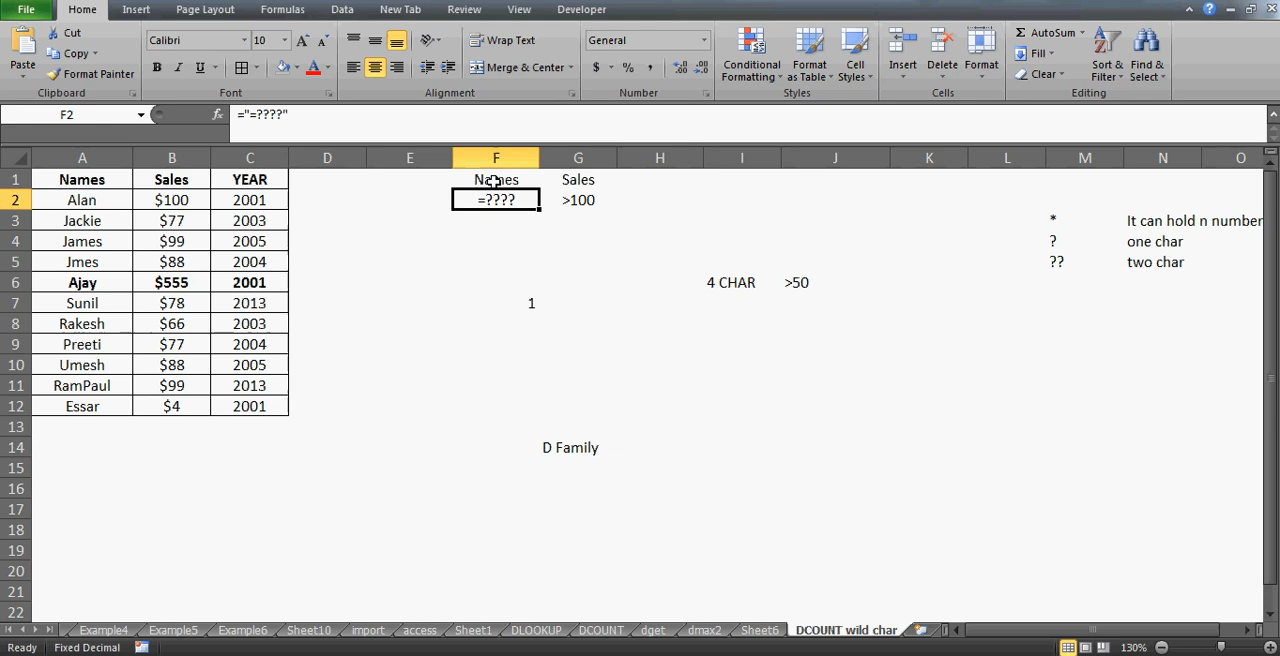 File Home Insert Page Layout Formulas Data New Tab Review View Developer
Paste Cut Copy Format Painter Clipboard
Calibri 10 A A B I U A Font
Wrap Text Merge & Center Alignment
General $ % , .00 .0 Number
Conditional Formatting Format as Table Cell Styles Styles
Insert Delete Format Cells
Σ AutoSum Fill Clear Sort & Filter Find & Select Editing
F2 fx ="=????"
A B C D E F G H I J K L M N O
1 Names Sales YEAR Names Sales
2 Alan $100 2001 =???? >100
3 Jackie $77 2003 * It can hold n number
4 James $99 2005 ? one char
5 Jmes $88 2004 ?? two char
6 Ajay $555 2001 4 CHAR >50
7 Sunil $78 2013 1
8 Rakesh $66 2003
9 Preeti $77 2004
10 Umesh $88 2005
11 RamPaul $99 2013
12 Essar $4 2001
13
14 D Family
15
16
17
18
19
20
21
22
Example4 Example5 Example6 Sheet10 import access Sheet1 DLOOKUP DCOUNT dget dmax2 Sheet6 DCOUNT wild char
Ready Fixed Decimal 130%